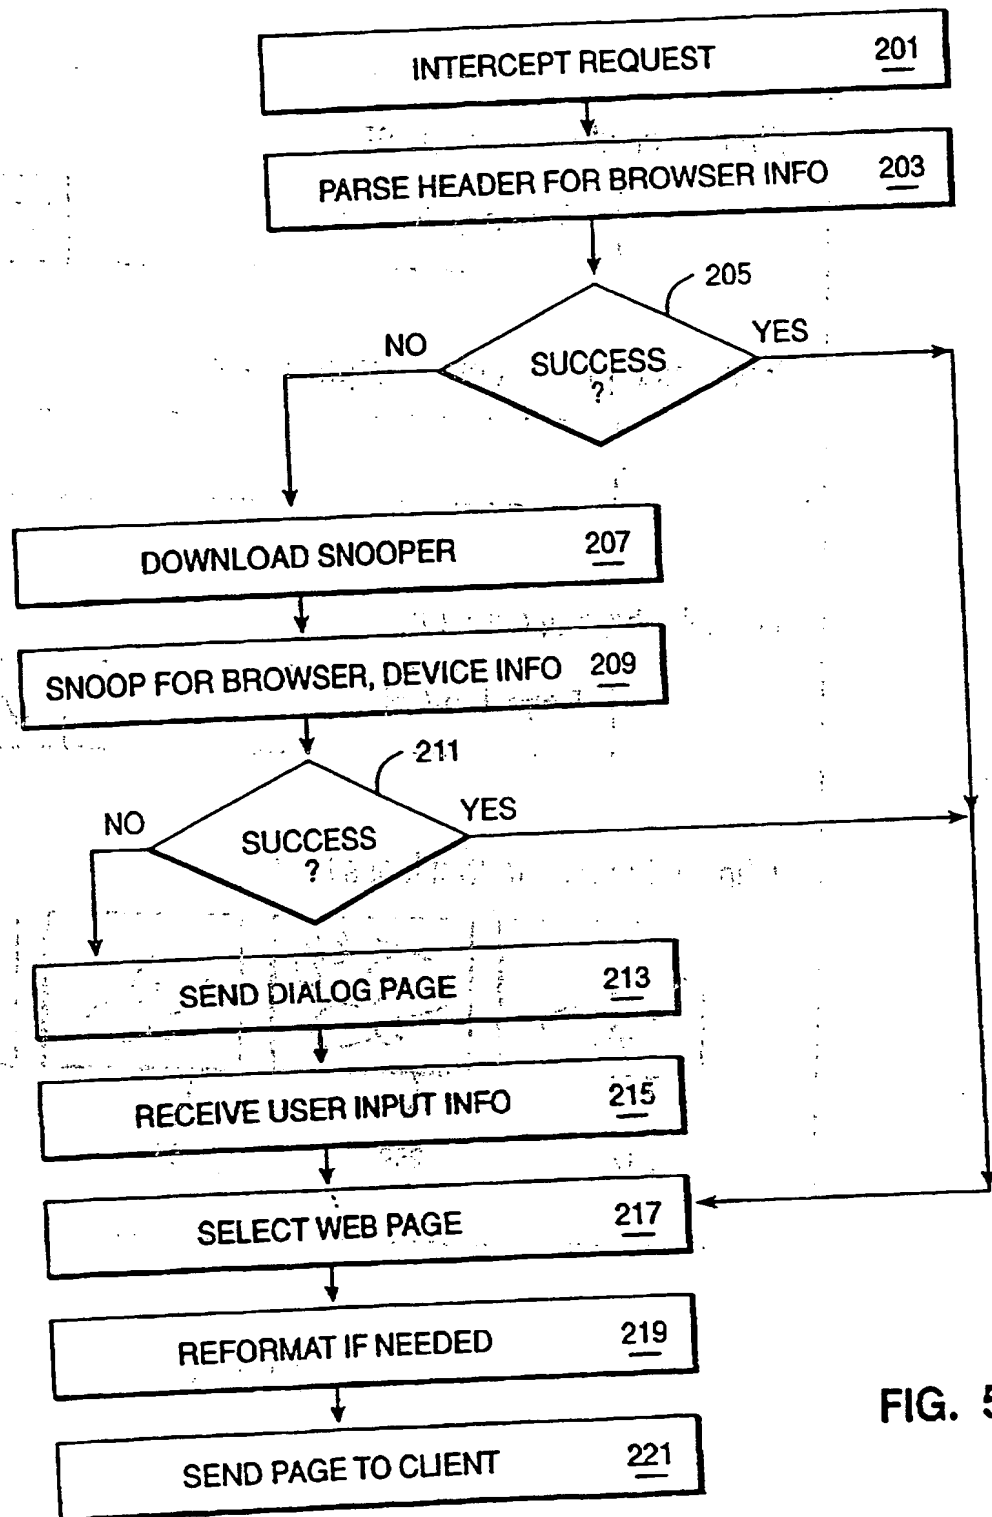 INTERCEPT REQUEST 201
PARSE HEADER FOR BROWSER INFO 203
205
NO
YES
SUCCESS
?
DOWNLOAD SNOOPER 207
SNOOP FOR BROWSER, DEVICE INFO 209
211
NO
YES
SUCCESS
?
SEND DIALOG PAGE 213
RECEIVE USER INPUT INFO 215
SELECT WEB PAGE 217
REFORMAT IF NEEDED 219
SEND PAGE TO CLIENT 221
FIG. 5